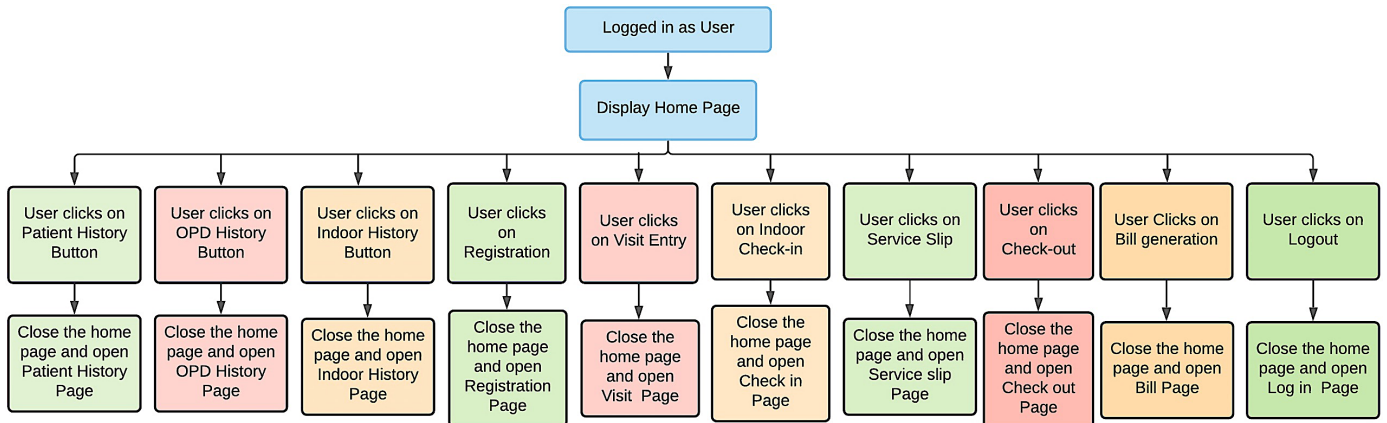 Logged in as User
Display Home Page
User clicks on
Patient History
Button
User clicks on
OPD History
Button
User clicks on
Indoor History
Button
User clicks
on
Registration
User clicks
on Visit Entry
User clicks
on Indoor
Check-in
User clicks on
Service Slip
User clicks
on
Check-out
User Clicks on
Bill generation
User clicks on
Logout
Close the home
page and open
Patient History
Page
Close the home
page and open
OPD History
Page
Close the home
page and open
Indoor History
Page
Close the
home page
and open
Registration
Page
Close the
home page
and open
Visit Page
Close the
home page
and open
Check in
Page
Close the home
page and open
Service slip
Page
Close the
home page
and open
Check out
Page
Close the home
page and open
Bill Page
Close the home
page and open
Log in Page